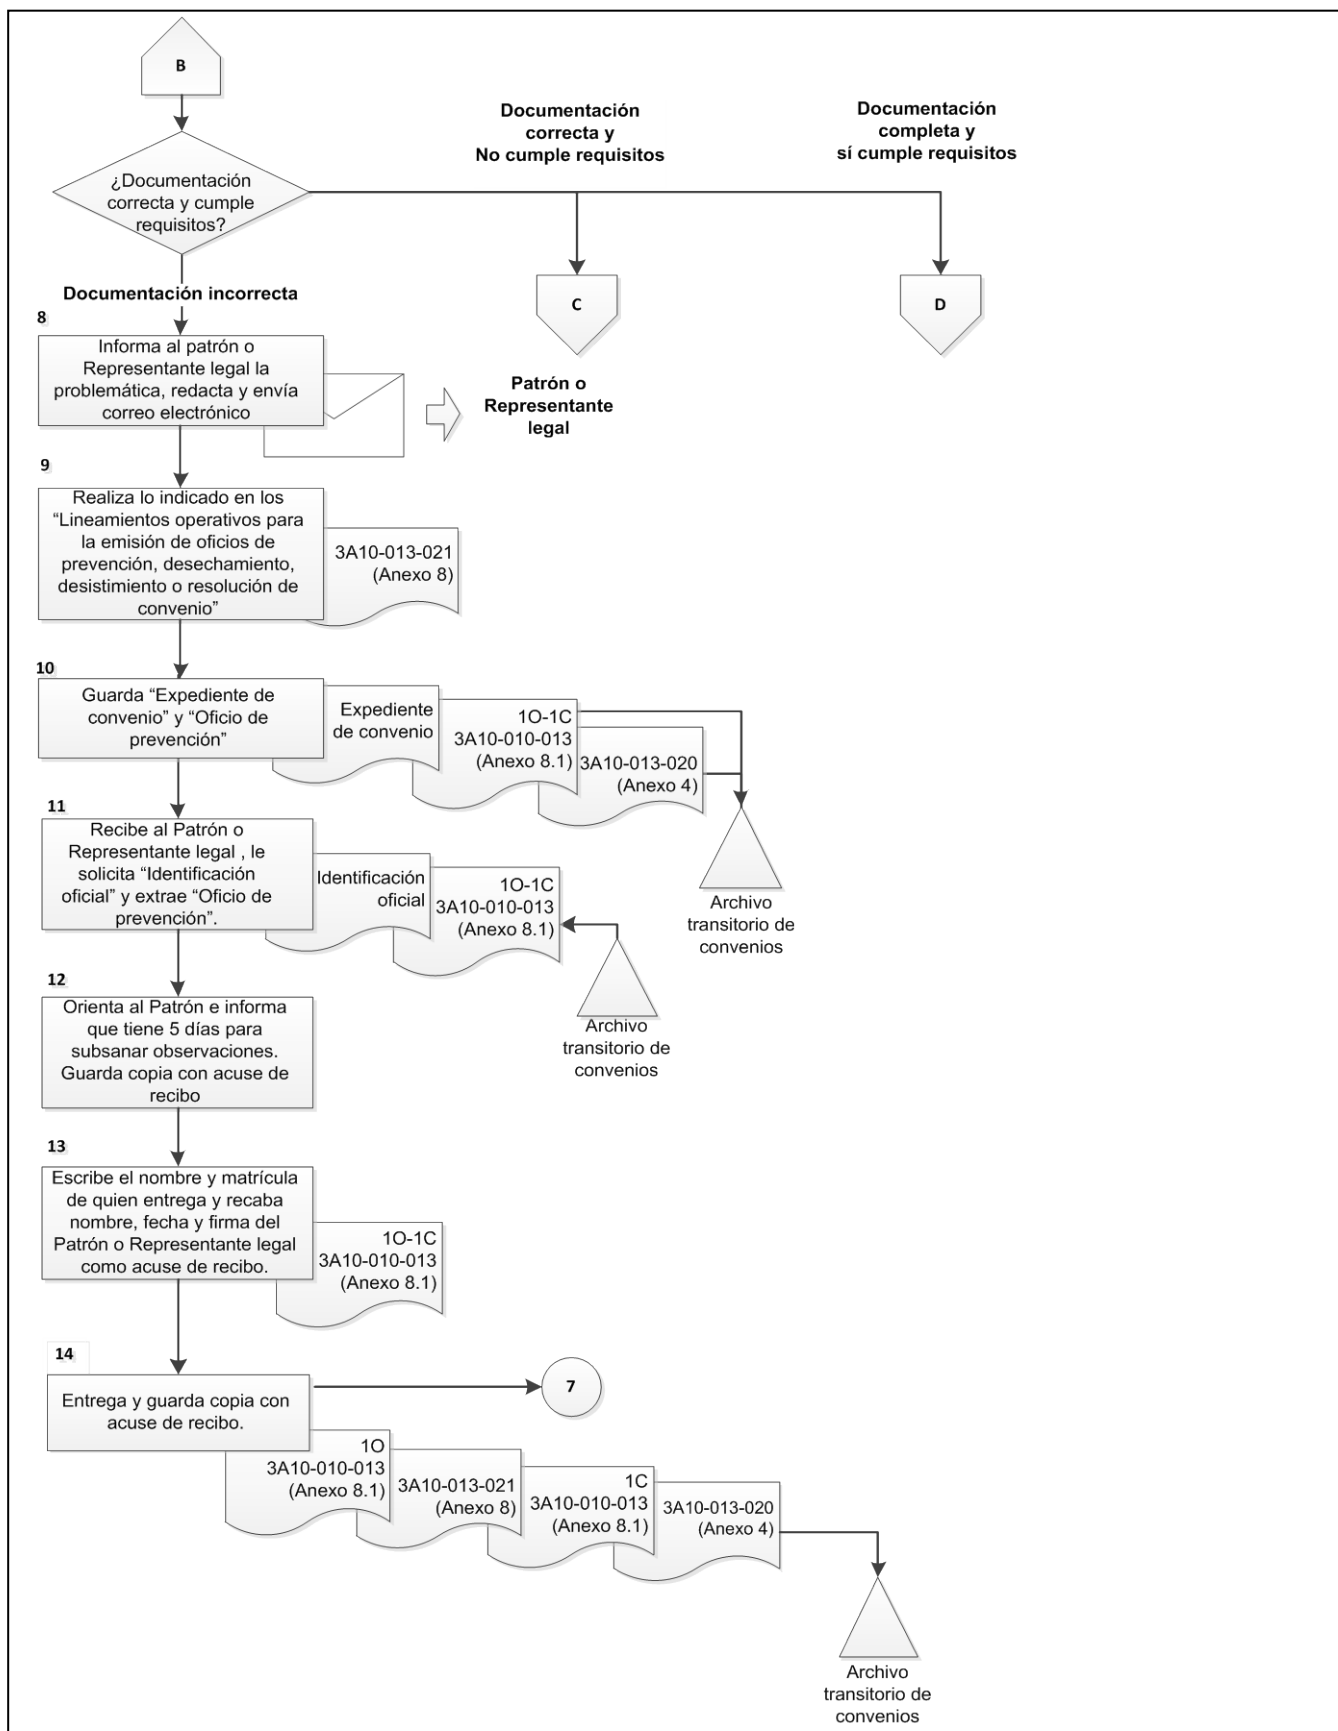 B
Documentación
correcta y
No cumple requisitos
Documentación
completa y
sí cumple requisitos
¿Documentación
correcta y cumple
requisitos?
Documentación incorrecta
C
D
8
Informa al patrón o
Representante legal la
problemática, redacta y envía
correo electrónico
Patrón o
Representante
legal
9
Realiza lo indicado en los
“Lineamientos operativos para
la emisión de oficios de
prevención, desechamiento,
desistimiento o resolución de
convenio”
3A10-013-021
(Anexo 8)
10
Guarda “Expediente de
convenio” y “Oficio de
prevención”
Expediente
de convenio
1O-1C
3A10-010-013
(Anexo 8.1)
3A10-013-020
(Anexo 4)
Archivo
transitorio de
convenios
11
Recibe al Patrón o
Representante legal , le
solicita “Identificación
oficial” y extrae “Oficio de
prevención”.
Identificación
oficial
1O-1C
3A10-010-013
(Anexo 8.1)
Archivo
transitorio de
convenios
12
Orienta al Patrón e informa
que tiene 5 días para
subsanar observaciones.
Guarda copia con acuse de
recibo
13
Escribe el nombre y matrícula
de quien entrega y recaba
nombre, fecha y firma del
Patrón o Representante legal
como acuse de recibo.
1O-1C
3A10-010-013
(Anexo 8.1)
14
Entrega y guarda copia con
acuse de recibo.
7
1O
3A10-010-013
(Anexo 8.1)
3A10-013-021
(Anexo 8)
1C
3A10-010-013
(Anexo 8.1)
3A10-013-020
(Anexo 4)
Archivo
transitorio de
convenios